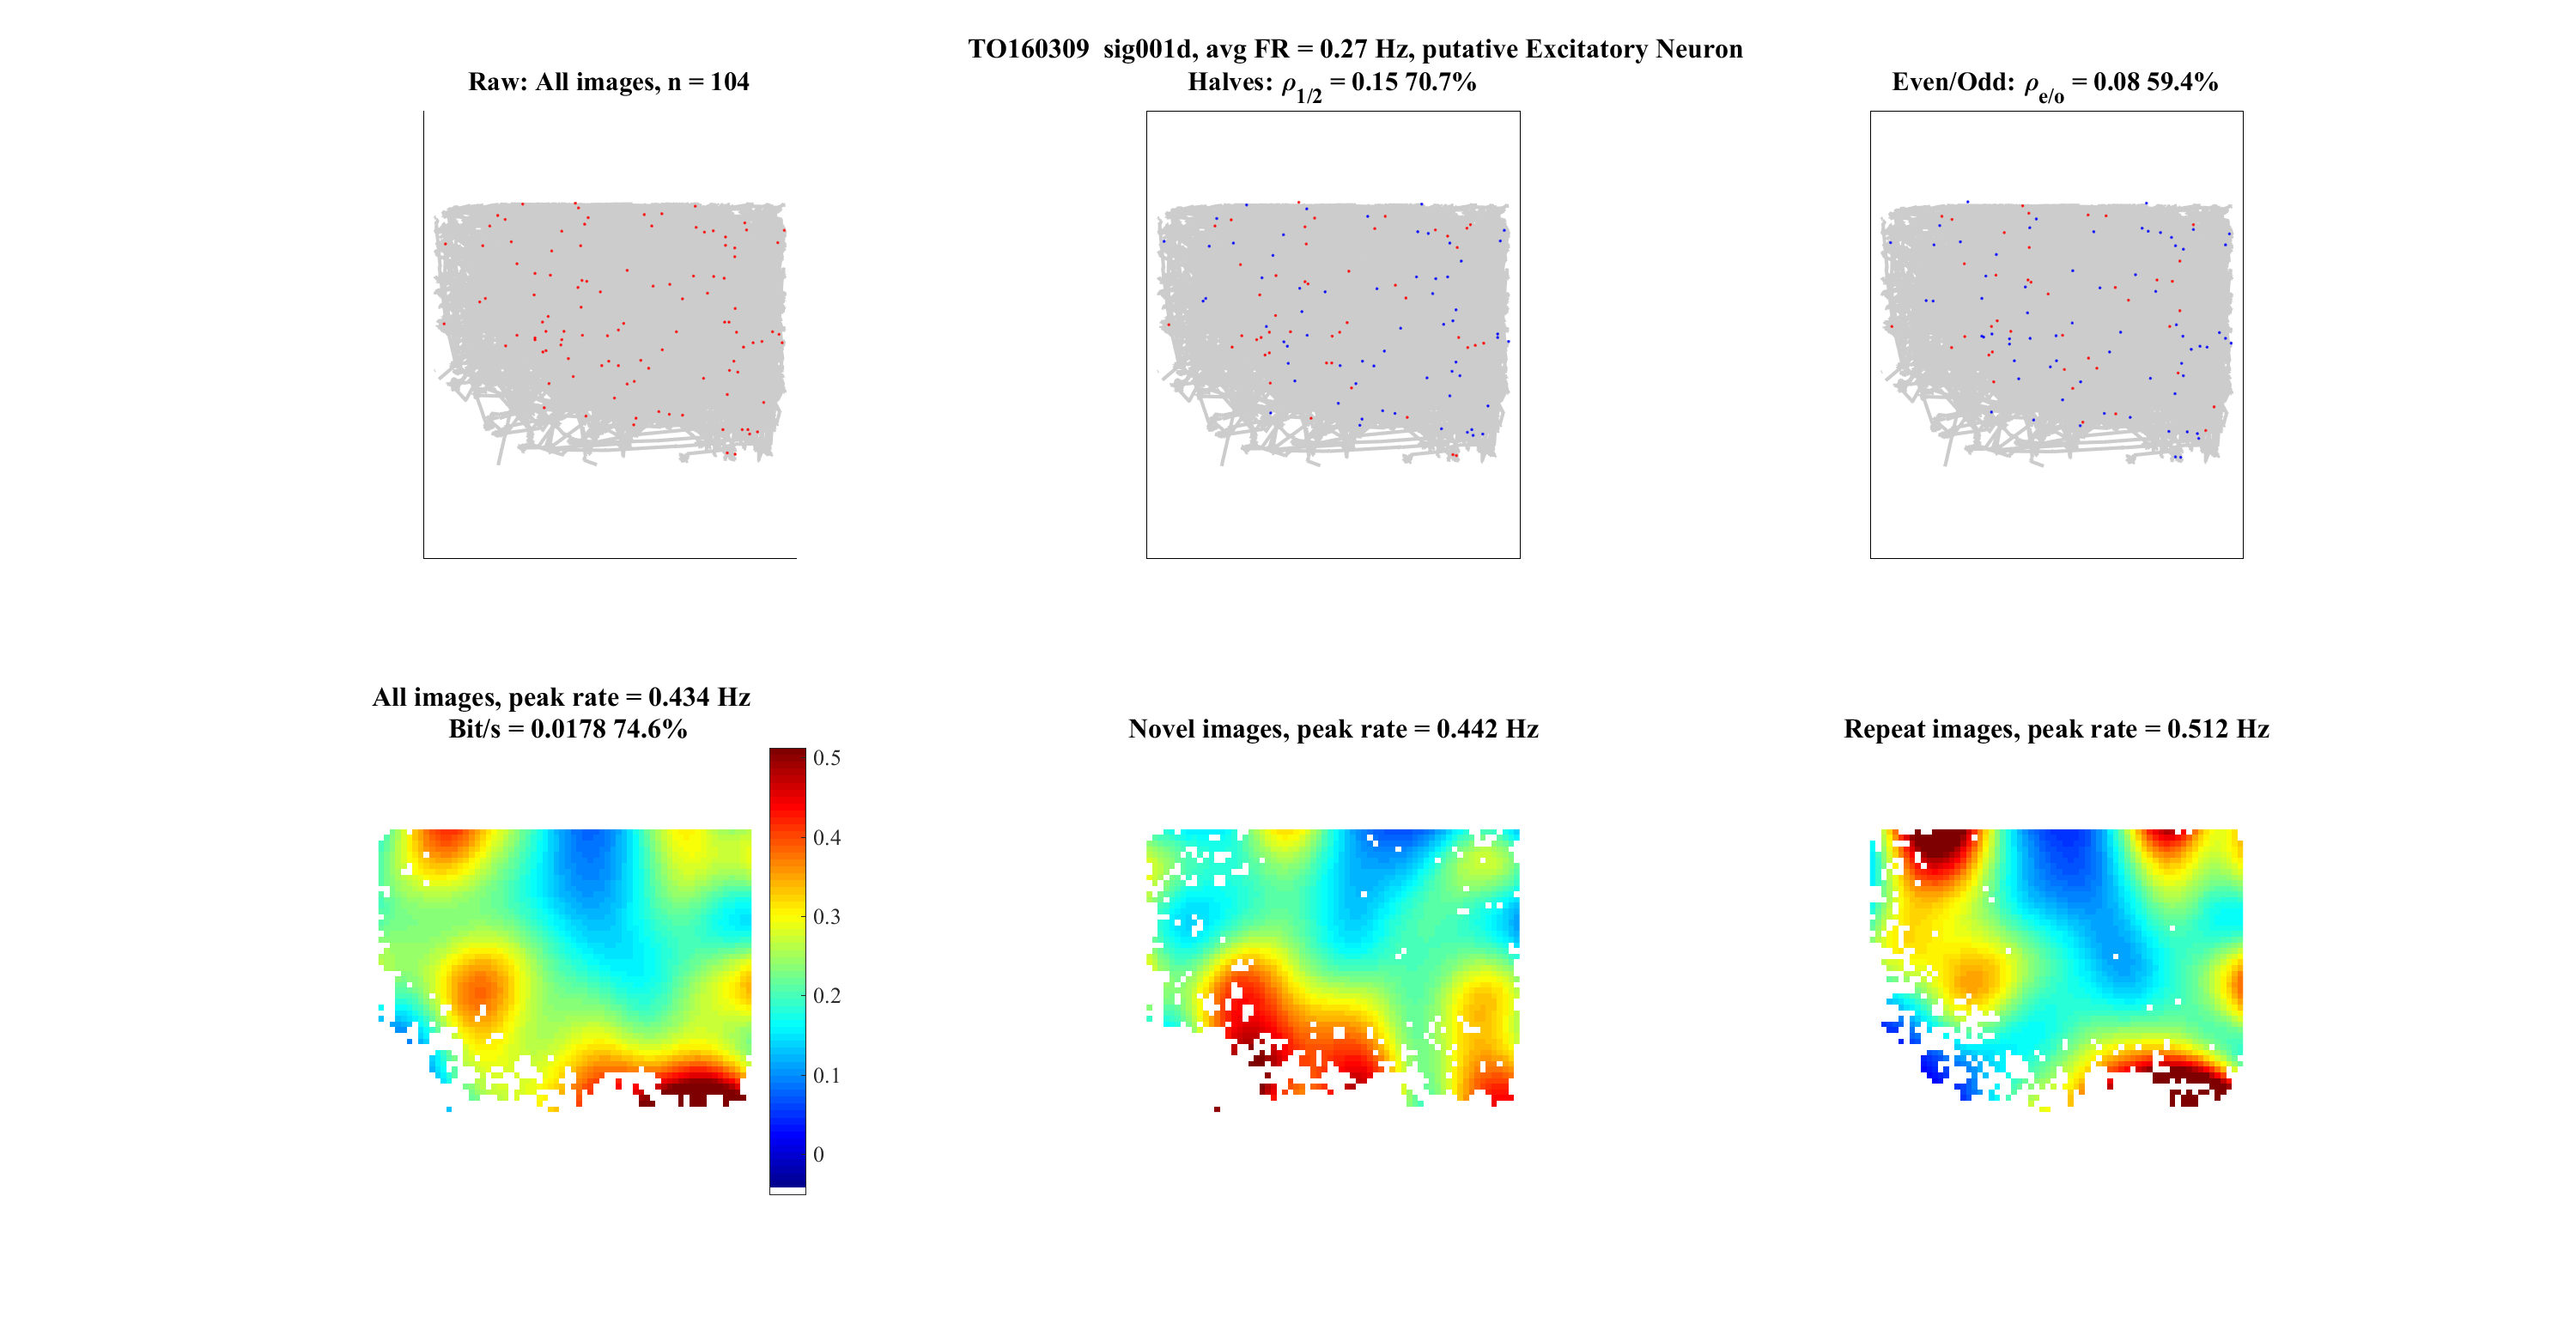 TO160309  sig001d, avg FR = 0.27 Hz, putative Excitatory Neuron
Raw: All images, n = 104
Halves: ρ1/2 = 0.15 70.7%
Even/Odd: ρe/o = 0.08 59.4%
All images, peak rate = 0.434 Hz
Bit/s = 0.0178 74.6%
Novel images, peak rate = 0.442 Hz
Repeat images, peak rate = 0.512 Hz
0.5
0.4
0.3
0.2
0.1
0